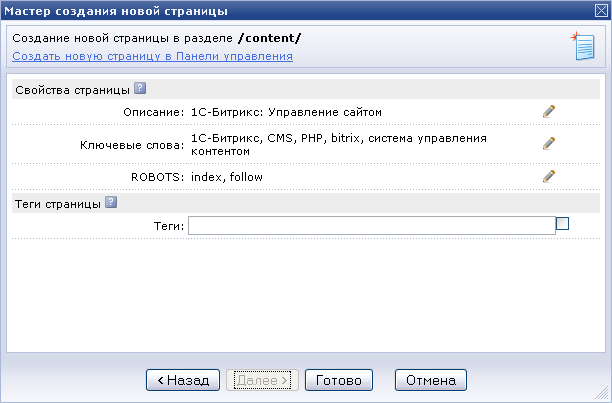 Мастер создания новой страницы
Создание новой страницы в разделе /content/
Создать новую страницу в Панели управления
Свойства страницы ?
Описание: 1С-Битрикс: Управление сайтом
Ключевые слова: 1С-Битрикс, CMS, PHP, bitrix, система управления
контентом
ROBOTS: index, follow
Теги страницы ?
Теги:
< Назад Далее > Готово Отмена